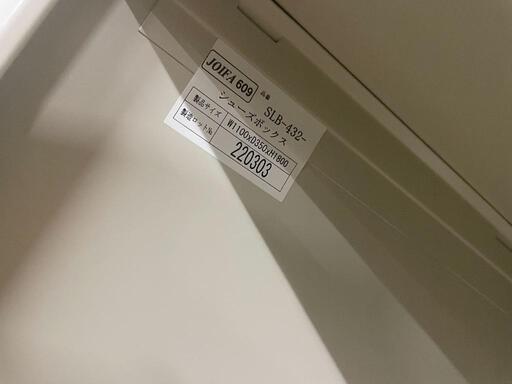 JOIFA 609 品番 SLB-432-
シューズボックス
製品サイズ W1100xD350xH1800
製造ロット№ 220303